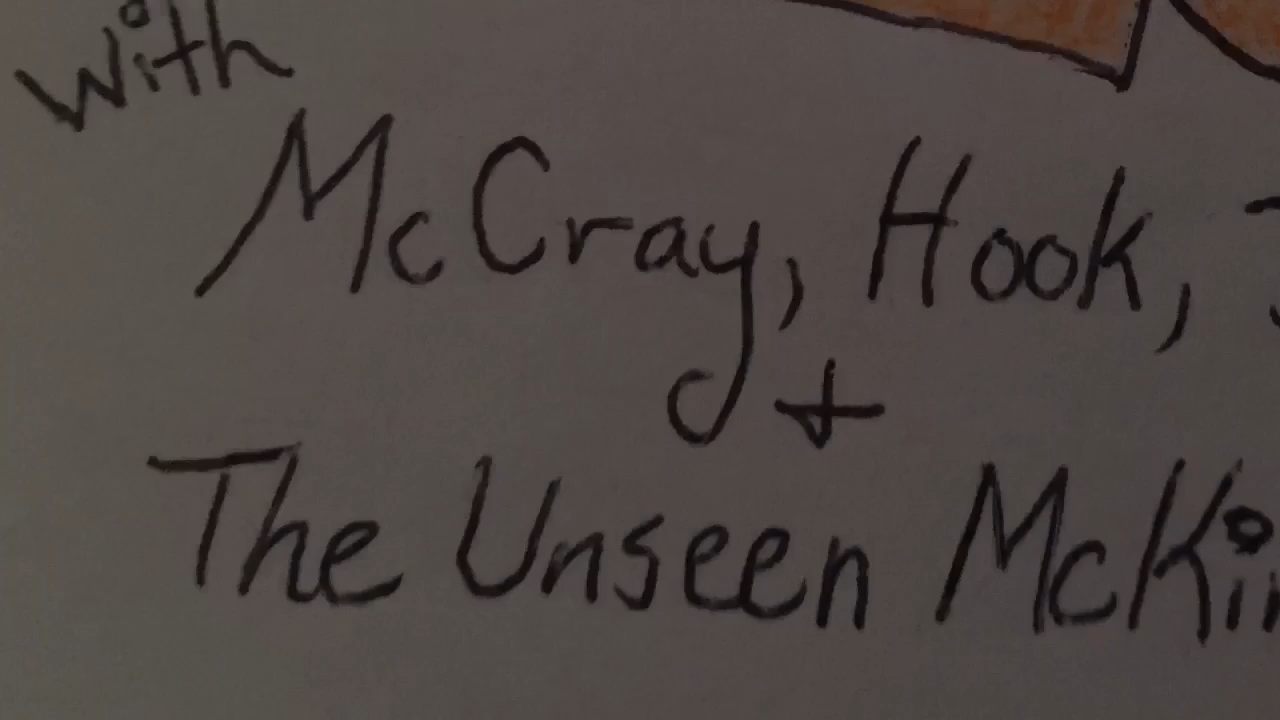 with
McCray, Hook,
+
The Unseen